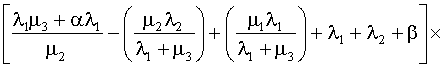 [ (λ₁μ₃ + αλ₁)/μ₂ − ( μ₂λ₂/(λ₁ + μ₃) ) + ( μ₁λ₁/(λ₁ + μ₃) ) + λ₁ + λ₂ + β ] ×